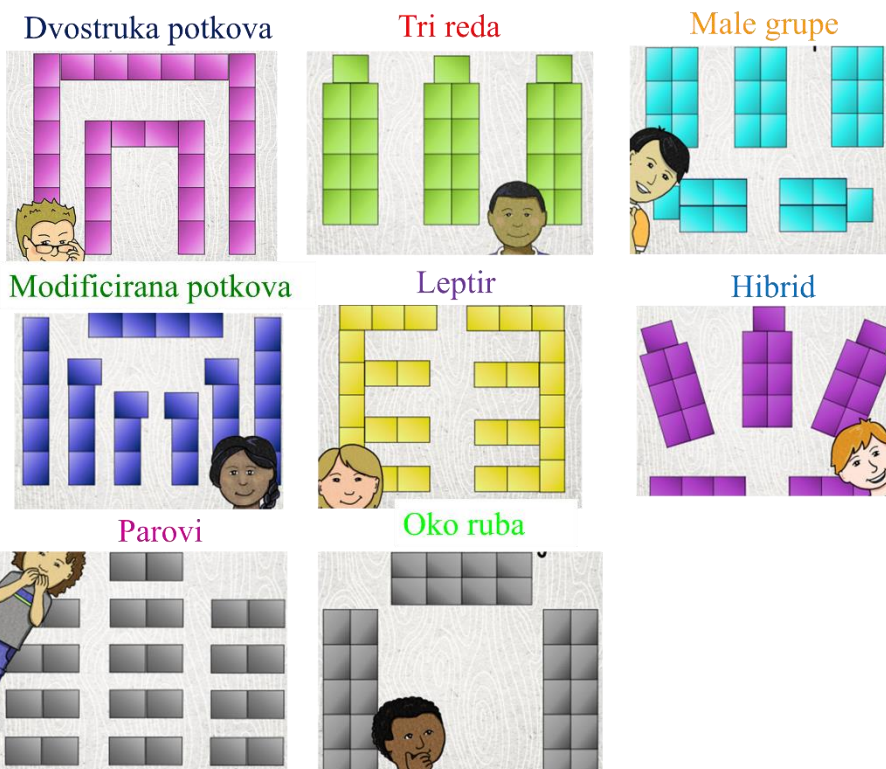 Dvostruka potkova
Tri reda
Male grupe
Modificirana potkova
Leptir
Hibrid
Parovi
Oko ruba